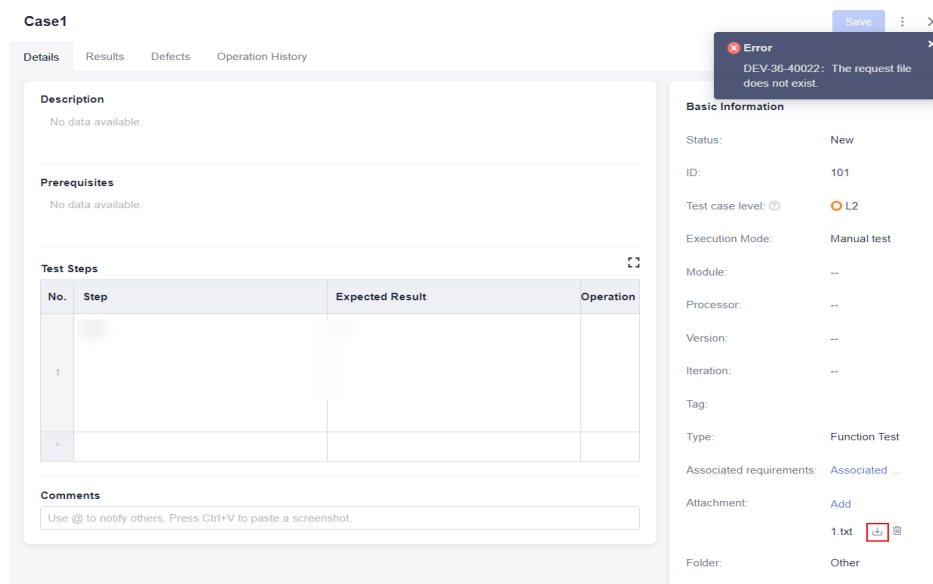 Case1
Save
Details
Results
Defects
Operation History
Error
DEV-36-40022: The request file
does not exist.
Description
No data available.
Prerequisites
No data available.
Test Steps
No.
Step
Expected Result
Operation
1
*
Comments
Use @ to notify others. Press Ctrl+V to paste a screenshot.
Basic Information
Status:
New
ID:
101
Test case level:
L2
Execution Mode:
Manual test
Module:
--
Processor:
--
Version:
--
Iteration:
--
Tag:
Type:
Function Test
Associated requirements:
Associated ...
Attachment:
Add
1.txt
Folder:
Other